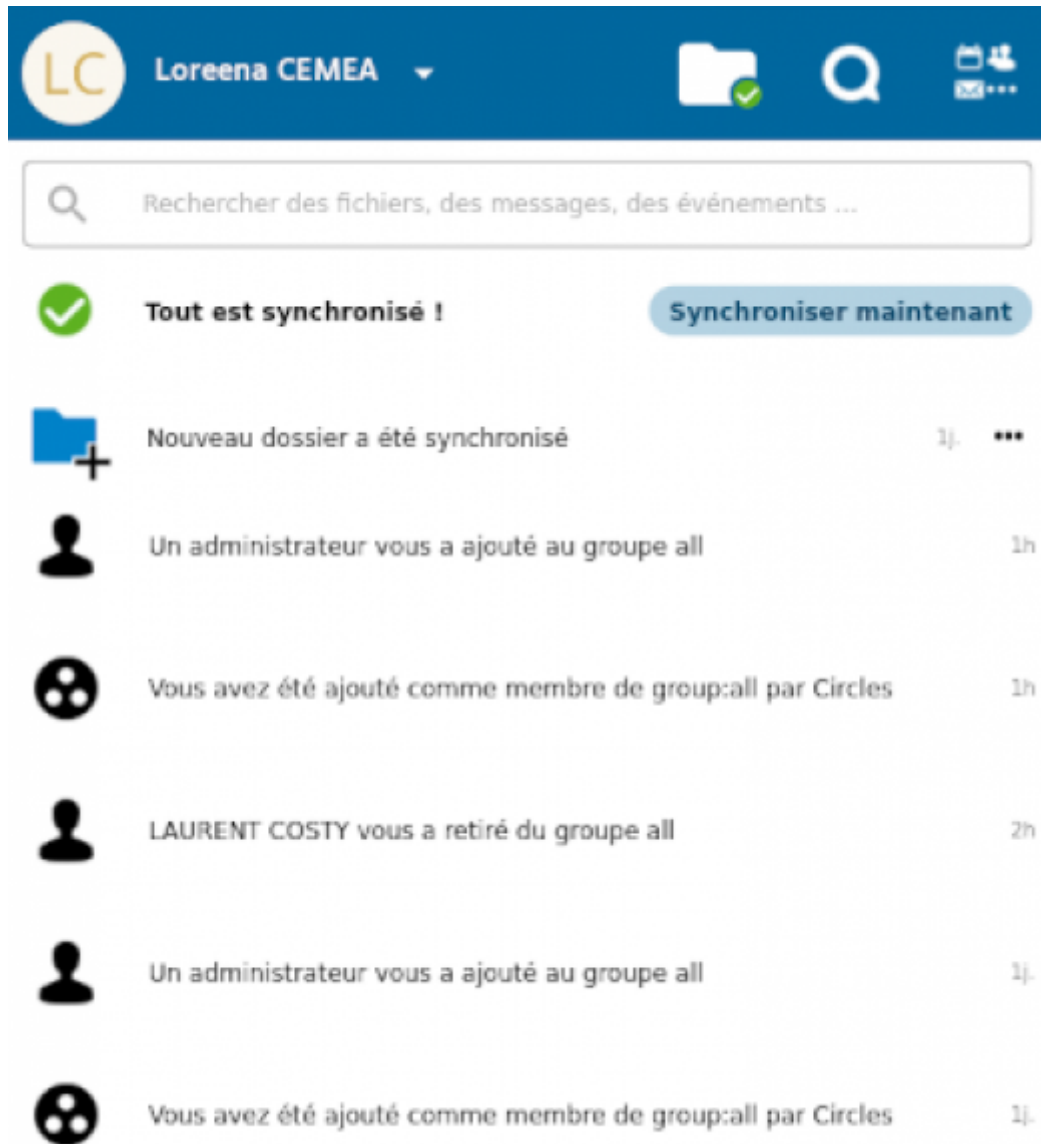 LC
Loreena CEMEA
Rechercher des fichiers, des messages, des événements ...
Tout est synchronisé !
Synchroniser maintenant
Nouveau dossier a été synchronisé 1j. •••
Un administrateur vous a ajouté au groupe all 1h
Vous avez été ajouté comme membre de group:all par Circles 1h
LAURENT COSTY vous a retiré du groupe all 2h
Un administrateur vous a ajouté au groupe all 1j.
Vous avez été ajouté comme membre de group:all par Circles 1j.